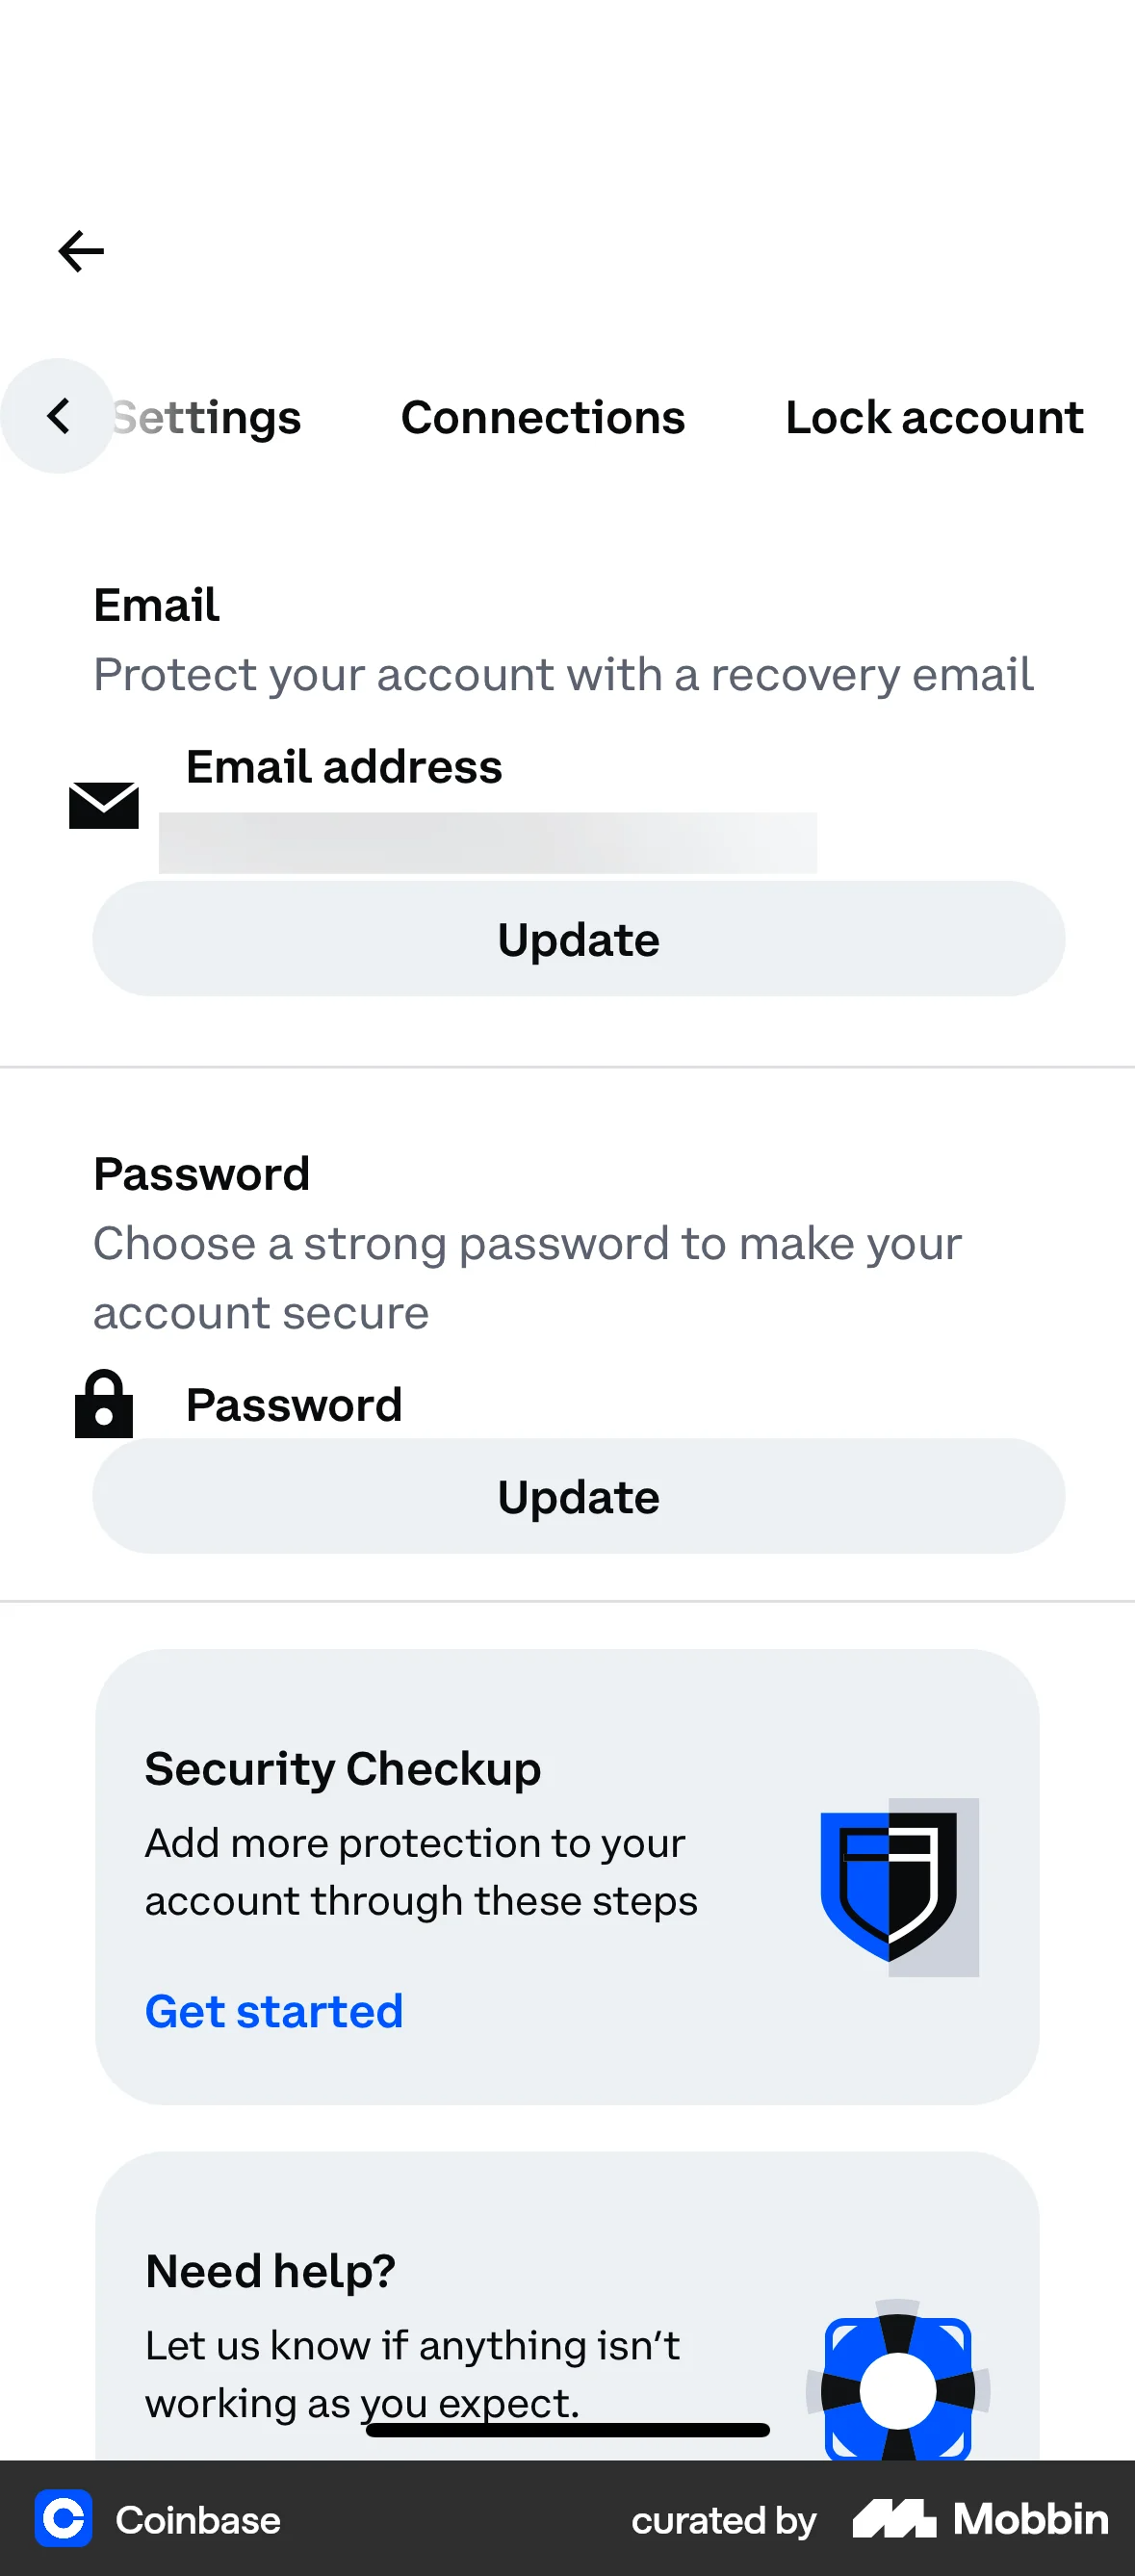 Settings Connections Lock account
Email
Protect your account with a recovery email
Email address
Update
Password
Choose a strong password to make your
account secure
Password
Update
Security Checkup
Add more protection to your
account through these steps
Get started
Need help?
Let us know if anything isn't
working as you expect.
Coinbase curated by Mobbin